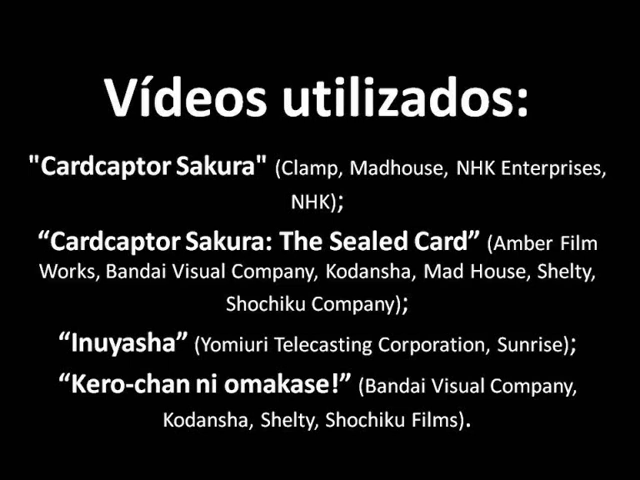 Vídeos utilizados:
"Cardcaptor Sakura" (Clamp, Madhouse, NHK Enterprises,
NHK);
“Cardcaptor Sakura: The Sealed Card” (Amber Film
Works, Bandai Visual Company, Kodansha, Mad House, Shelty,
Shochiku Company);
“Inuyasha” (Yomiuri Telecasting Corporation, Sunrise);
“Kero-chan ni omakase!” (Bandai Visual Company,
Kodansha, Shelty, Shochiku Films).